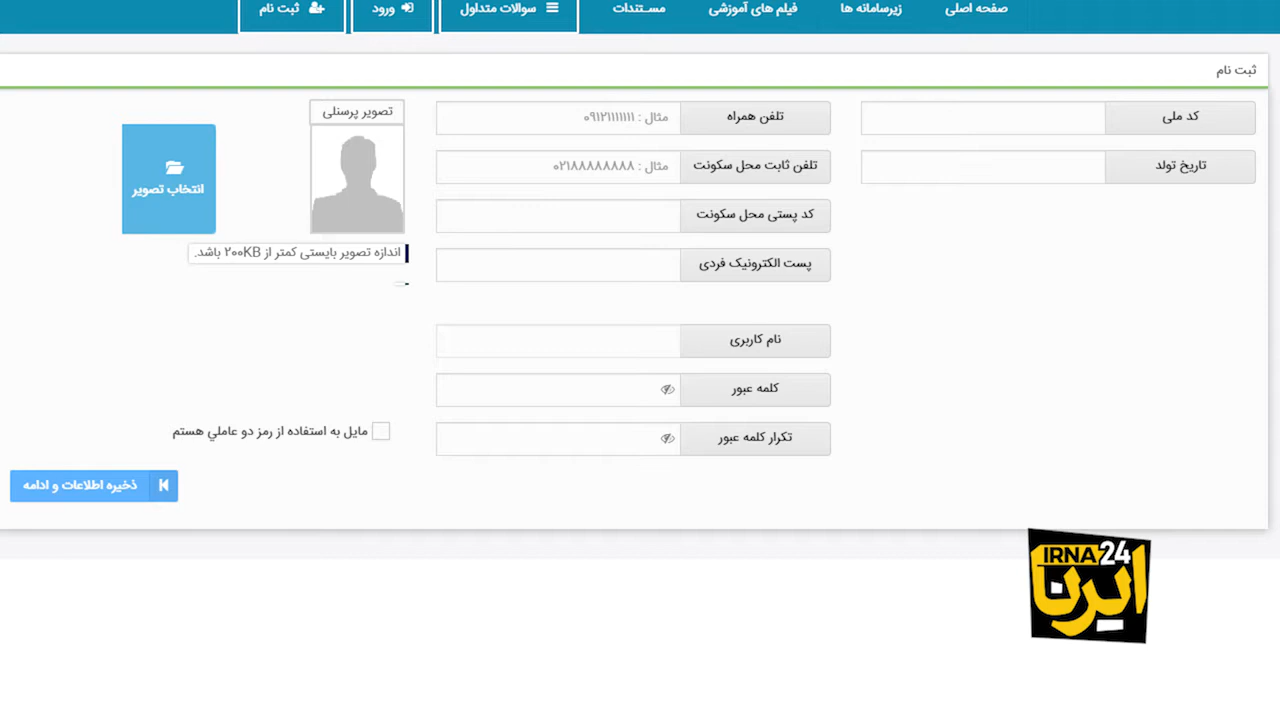 صفحه اصلی
زیرسامانه ها
فیلم های آموزشی
مستندات
سوالات متداول
ورود
ثبت نام
ثبت نام
کد ملی
تاریخ تولد
تلفن همراه
مثال : ۰۹۱۲۱۱۱۱۱۱۱
تلفن ثابت محل سکونت
مثال : ۰۲۱۸۸۸۸۸۸۸۸
کد پستی محل سکونت
پست الکترونیک فردی
نام کاربری
کلمه عبور
تکرار کلمه عبور
تصویر پرسنلی
انتخاب تصویر
اندازه تصویر بایستی کمتر از ۲۰۰KB باشد.
مایل به استفاده از رمز دو عاملي هستم
ذخیره اطلاعات و ادامه
IRNA24
ایرنا